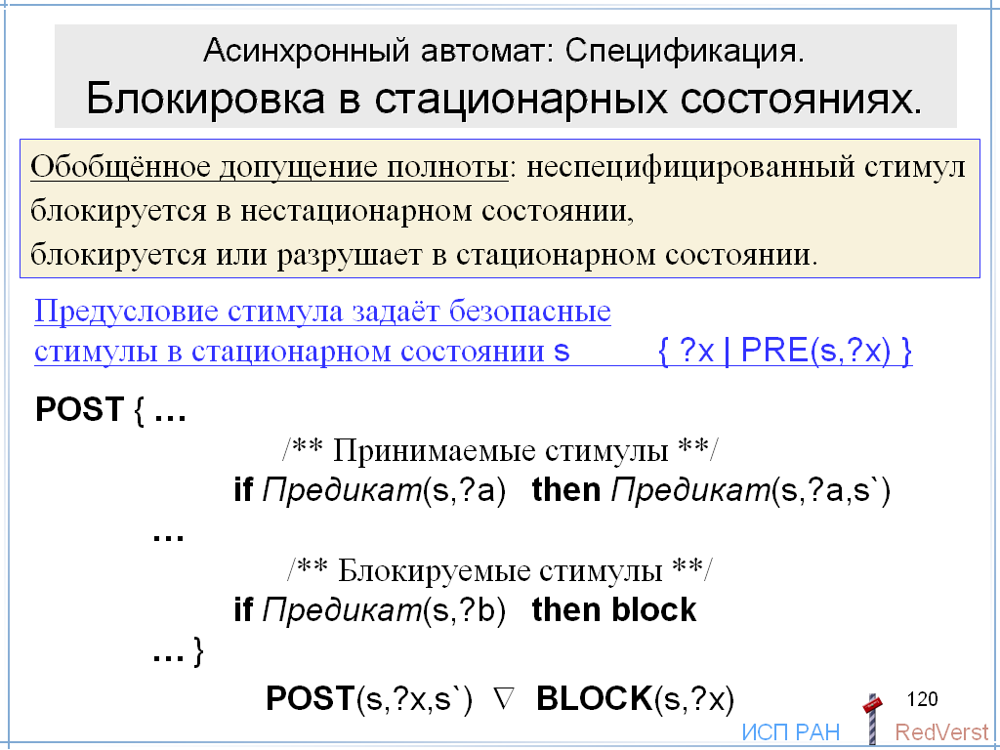 Асинхронный автомат: Спецификация.
Блокировка в стационарных состояниях.
Обобщённое допущение полноты: неспецифицированный стимул
блокируется в нестационарном состоянии,
блокируется или разрушает в стационарном состоянии.
Предусловие стимула задаёт безопасные
стимулы в стационарном состоянии s { ?x | PRE(s,?x) }
POST { …
/** Принимаемые стимулы **/
if Предикат(s,?a) then Предикат(s,?a,s`)
…
/** Блокируемые стимулы **/
if Предикат(s,?b) then block
… }
POST(s,?x,s`) ∇ BLOCK(s,?x)
120
ИСП РАН RedVerst